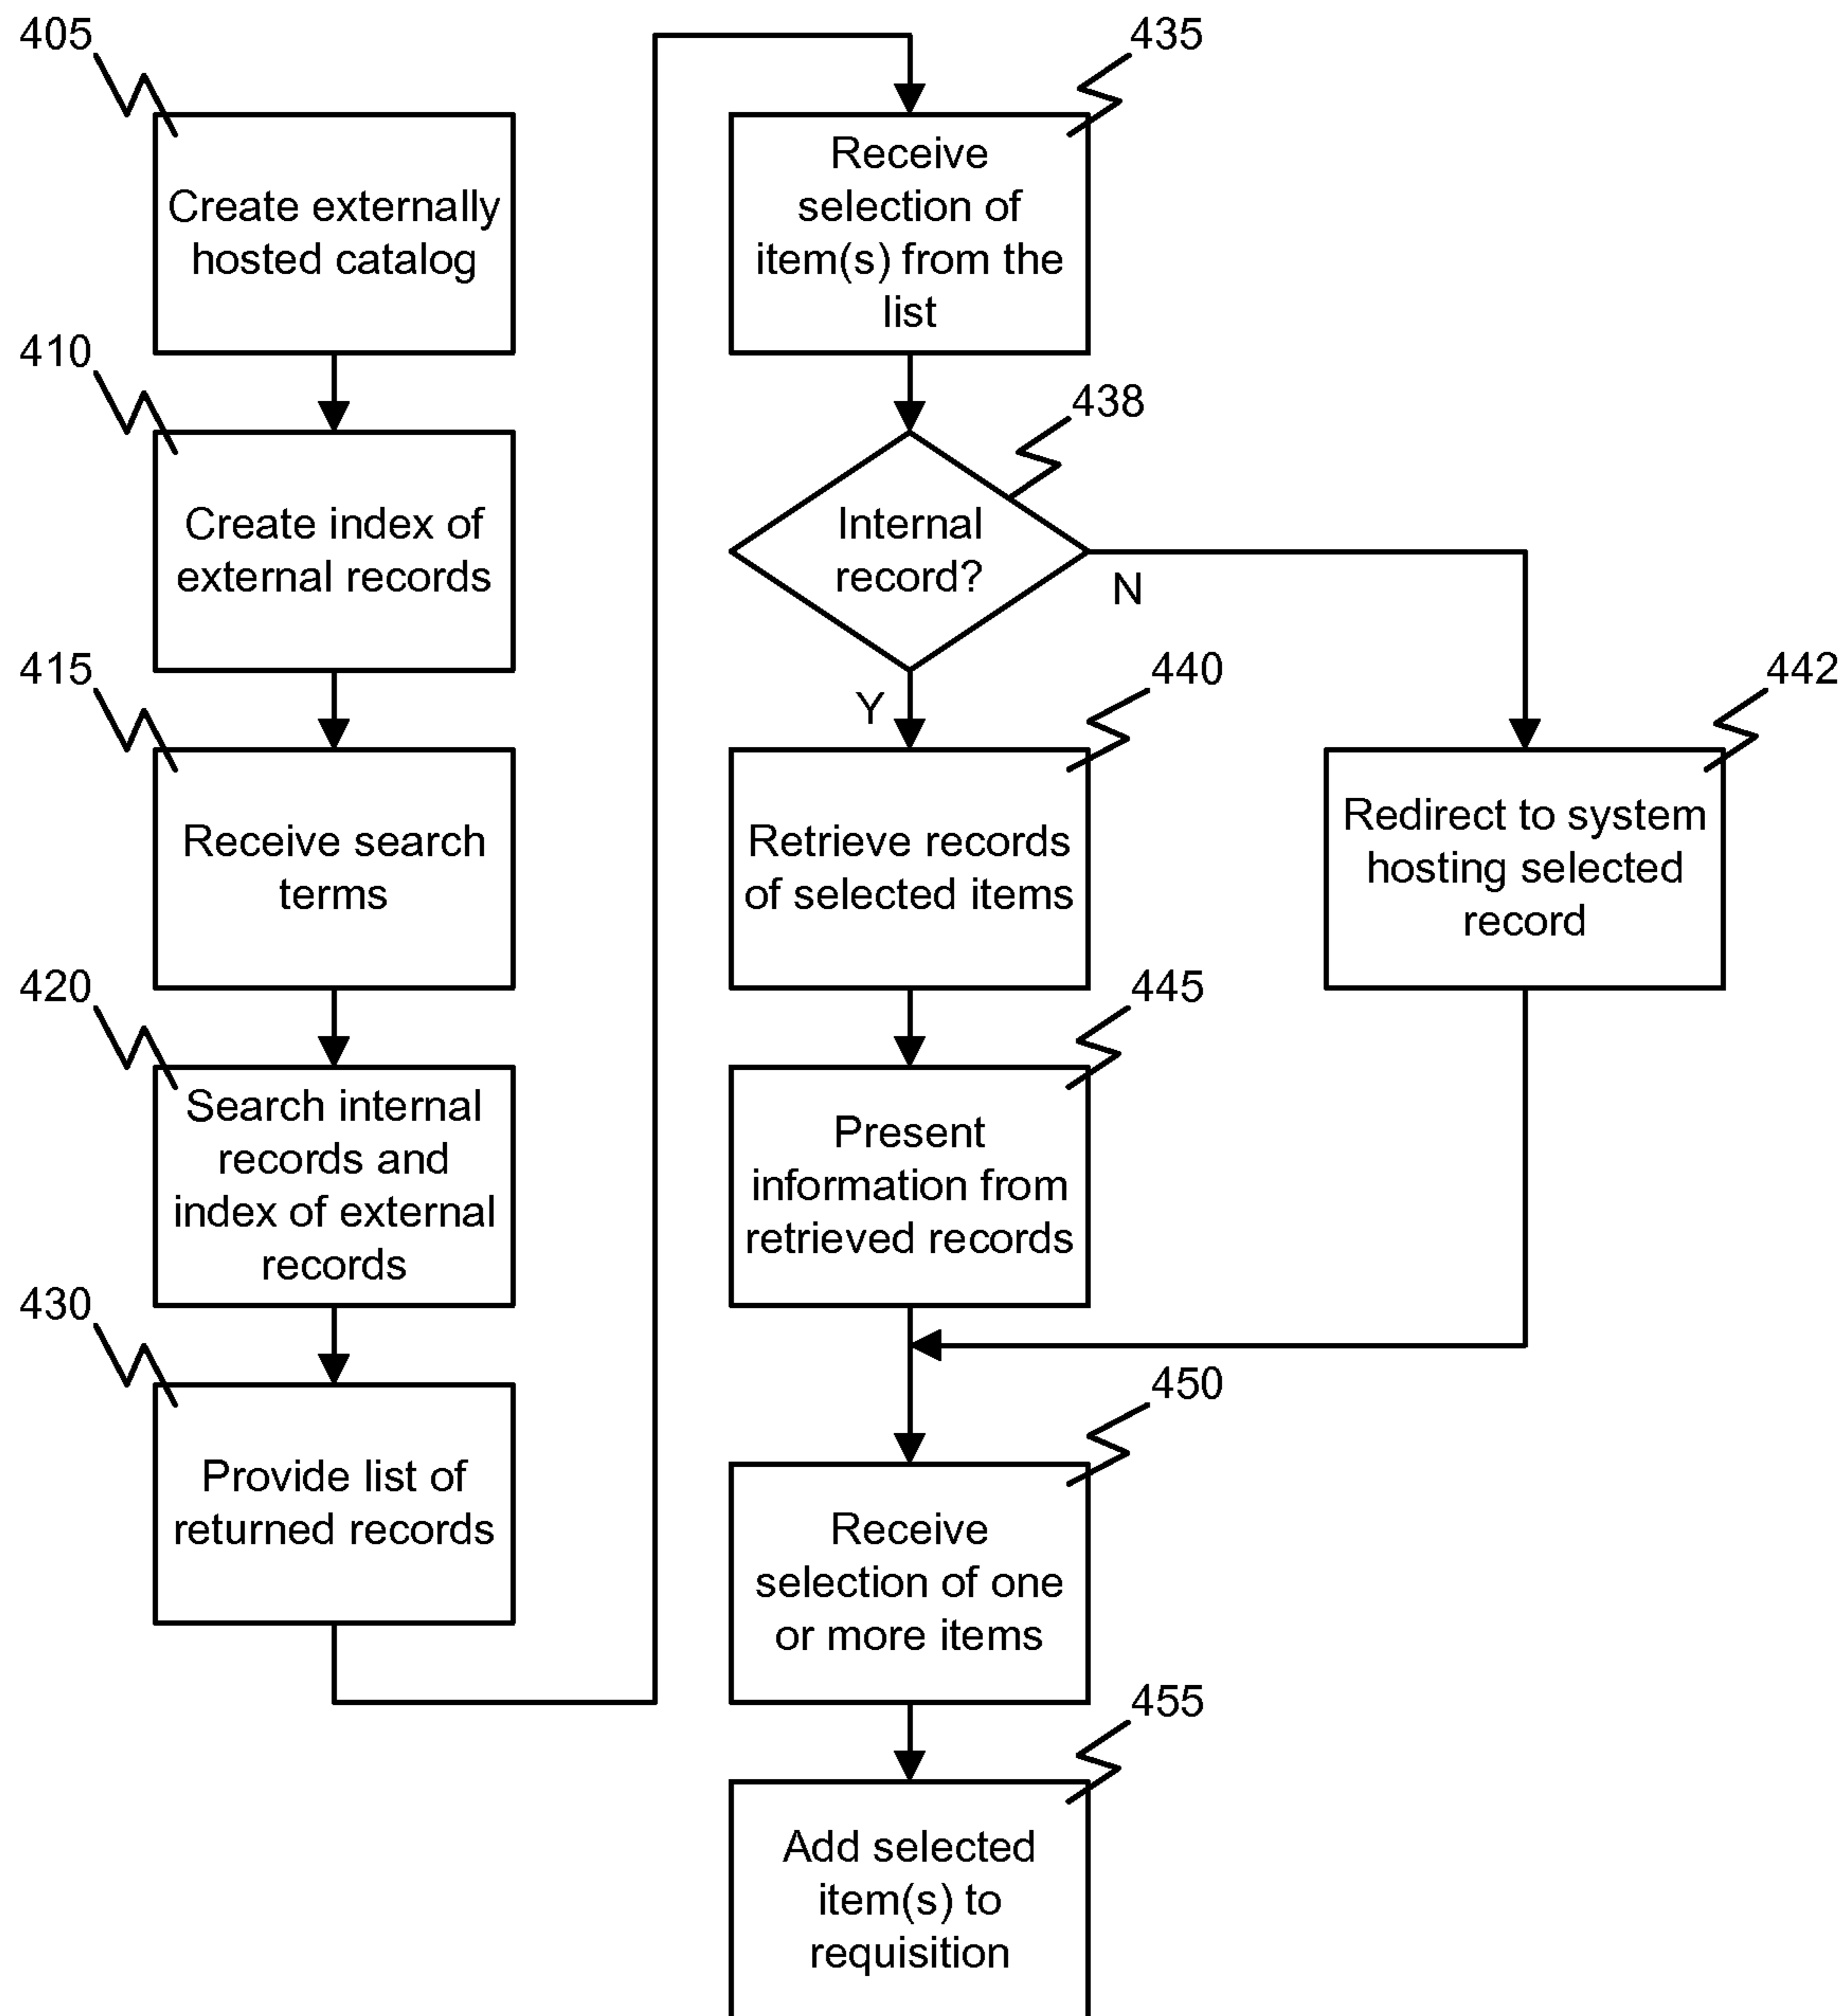 405
Create externally
hosted catalog
410
Create index of
external records
415
Receive search
terms
420
Search internal
records and
index of external
records
430
Provide list of
returned records
435
Receive
selection of
item(s) from the
list
438
Internal
record?
N
Y
440
Retrieve records
of selected items
442
Redirect to system
hosting selected
record
445
Present
information from
retrieved records
450
Receive
selection of one
or more items
455
Add selected
item(s) to
requisition